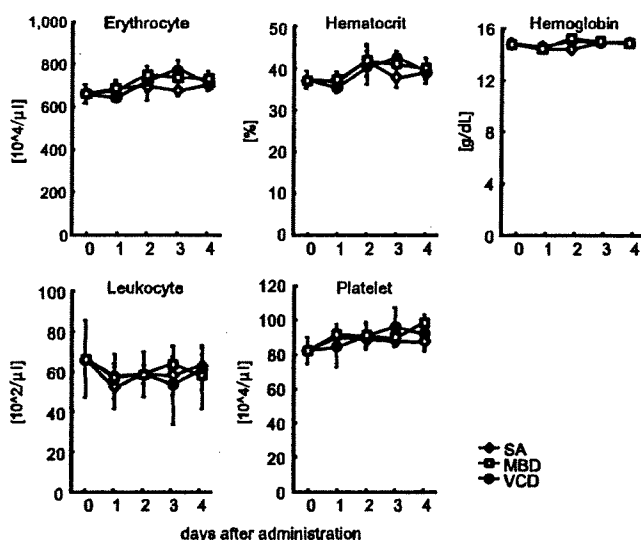 Erythrocyte
1,000
800
600
400
200
0
[10^4/µl]
0 1 2 3 4
Hematocrit
50
40
30
20
10
0
[%]
0 1 2 3 4
Hemoglobin
16
12
8
4
0
[g/dL]
0 1 2 3 4
Leukocyte
100
80
60
40
20
0
[10^2/µl]
0 1 2 3 4
Platelet
120
100
80
60
40
20
0
[10^4/µl]
0 1 2 3 4
SA
MBD
VCD
days after administration